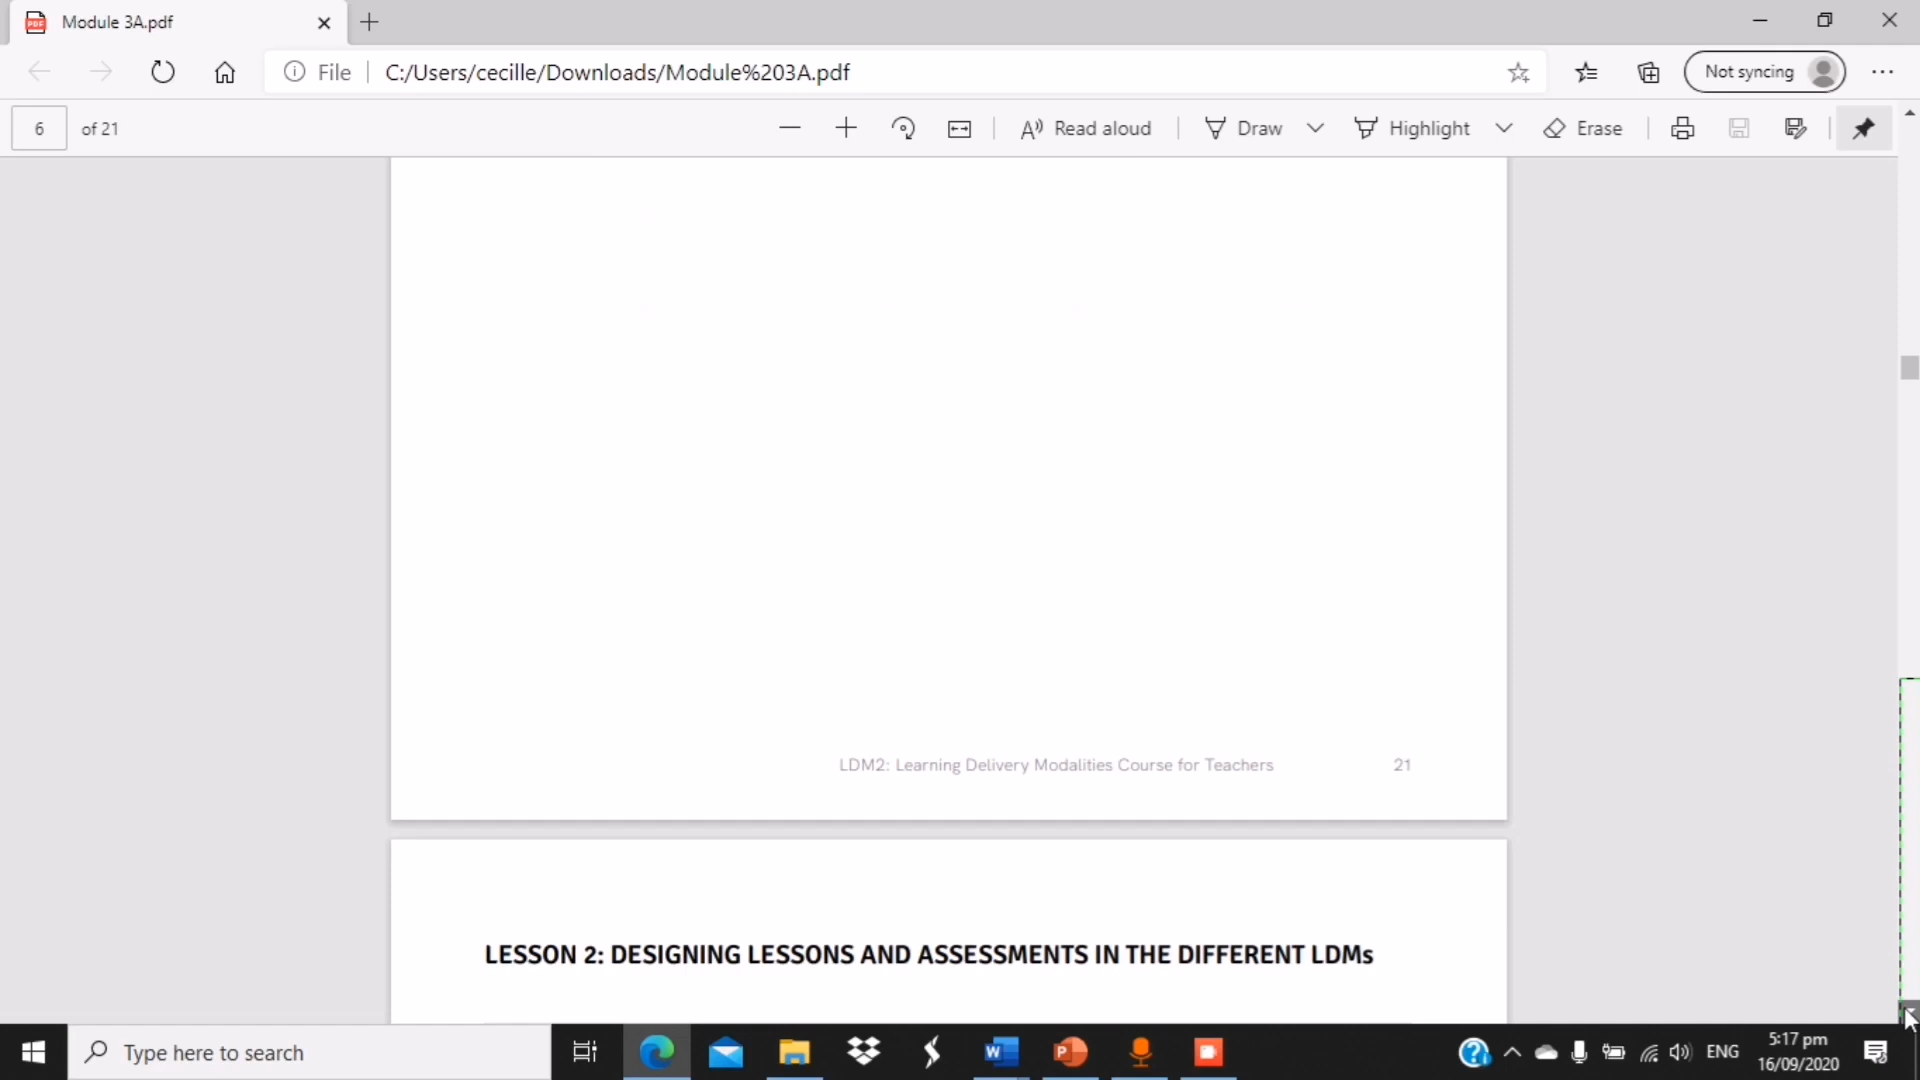 Module 3A.pdf
File
C:/Users/cecille/Downloads/Module%203A.pdf
Not syncing
6 of 21
Read aloud
Draw
Highlight
Erase
LDM2: Learning Delivery Modalities Course for Teachers 21
LESSON 2: DESIGNING LESSONS AND ASSESSMENTS IN THE DIFFERENT LDMs
Type here to search
ENG
5:17 pm
16/09/2020